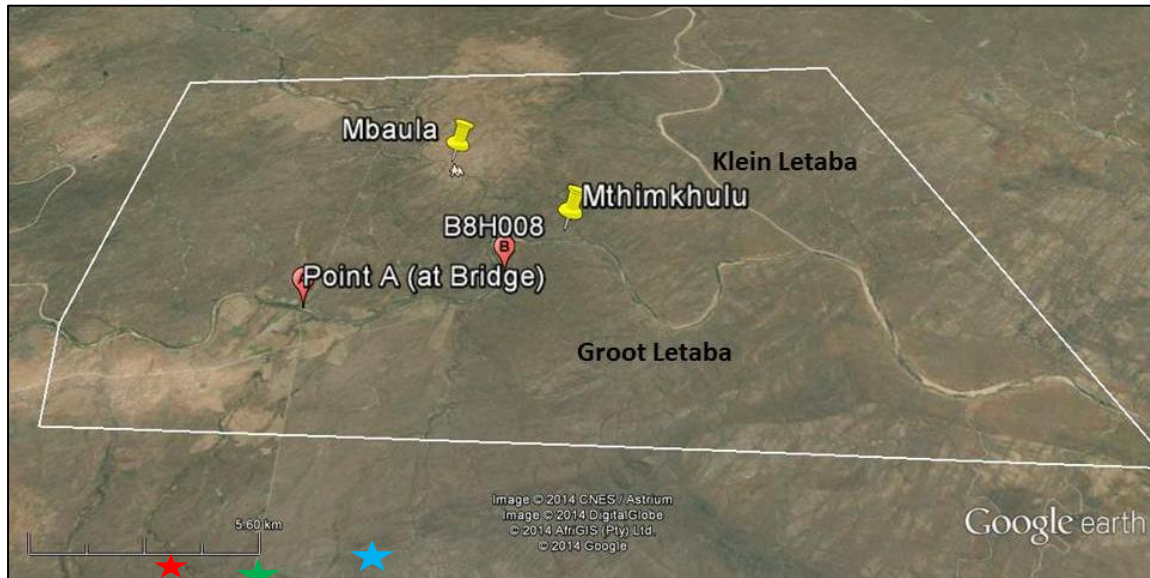 Mbaula
Klein Letaba
Mthimkhulu
B8H008
B
Point A (at Bridge)
Groot Letaba
5.60 km
Image © 2014 CNES / Astrium
Image © 2014 DigitalGlobe
© 2014 AfriGIS (Pty) Ltd.
© 2014 Google
Google earth